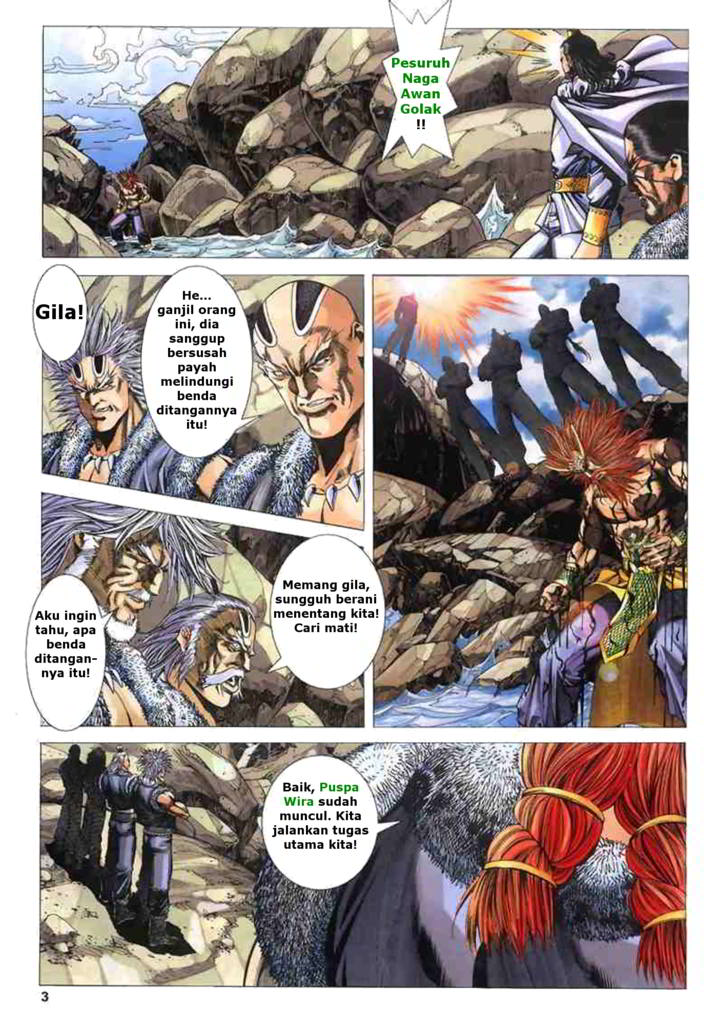 Pesuruh
Naga
Awan
Golak
!!
Gila!
He...
ganjil orang
ini, dia
sanggup
bersusah
payah
melindungi
benda
ditangannya
itu!
Aku ingin
tahu, apa
benda
ditangan-
nya itu!
Memang gila,
sungguh berani
menentang kita!
Cari mati!
Baik, Puspa
Wira sudah
muncul. Kita
jalankan tugas
utama kita!
3